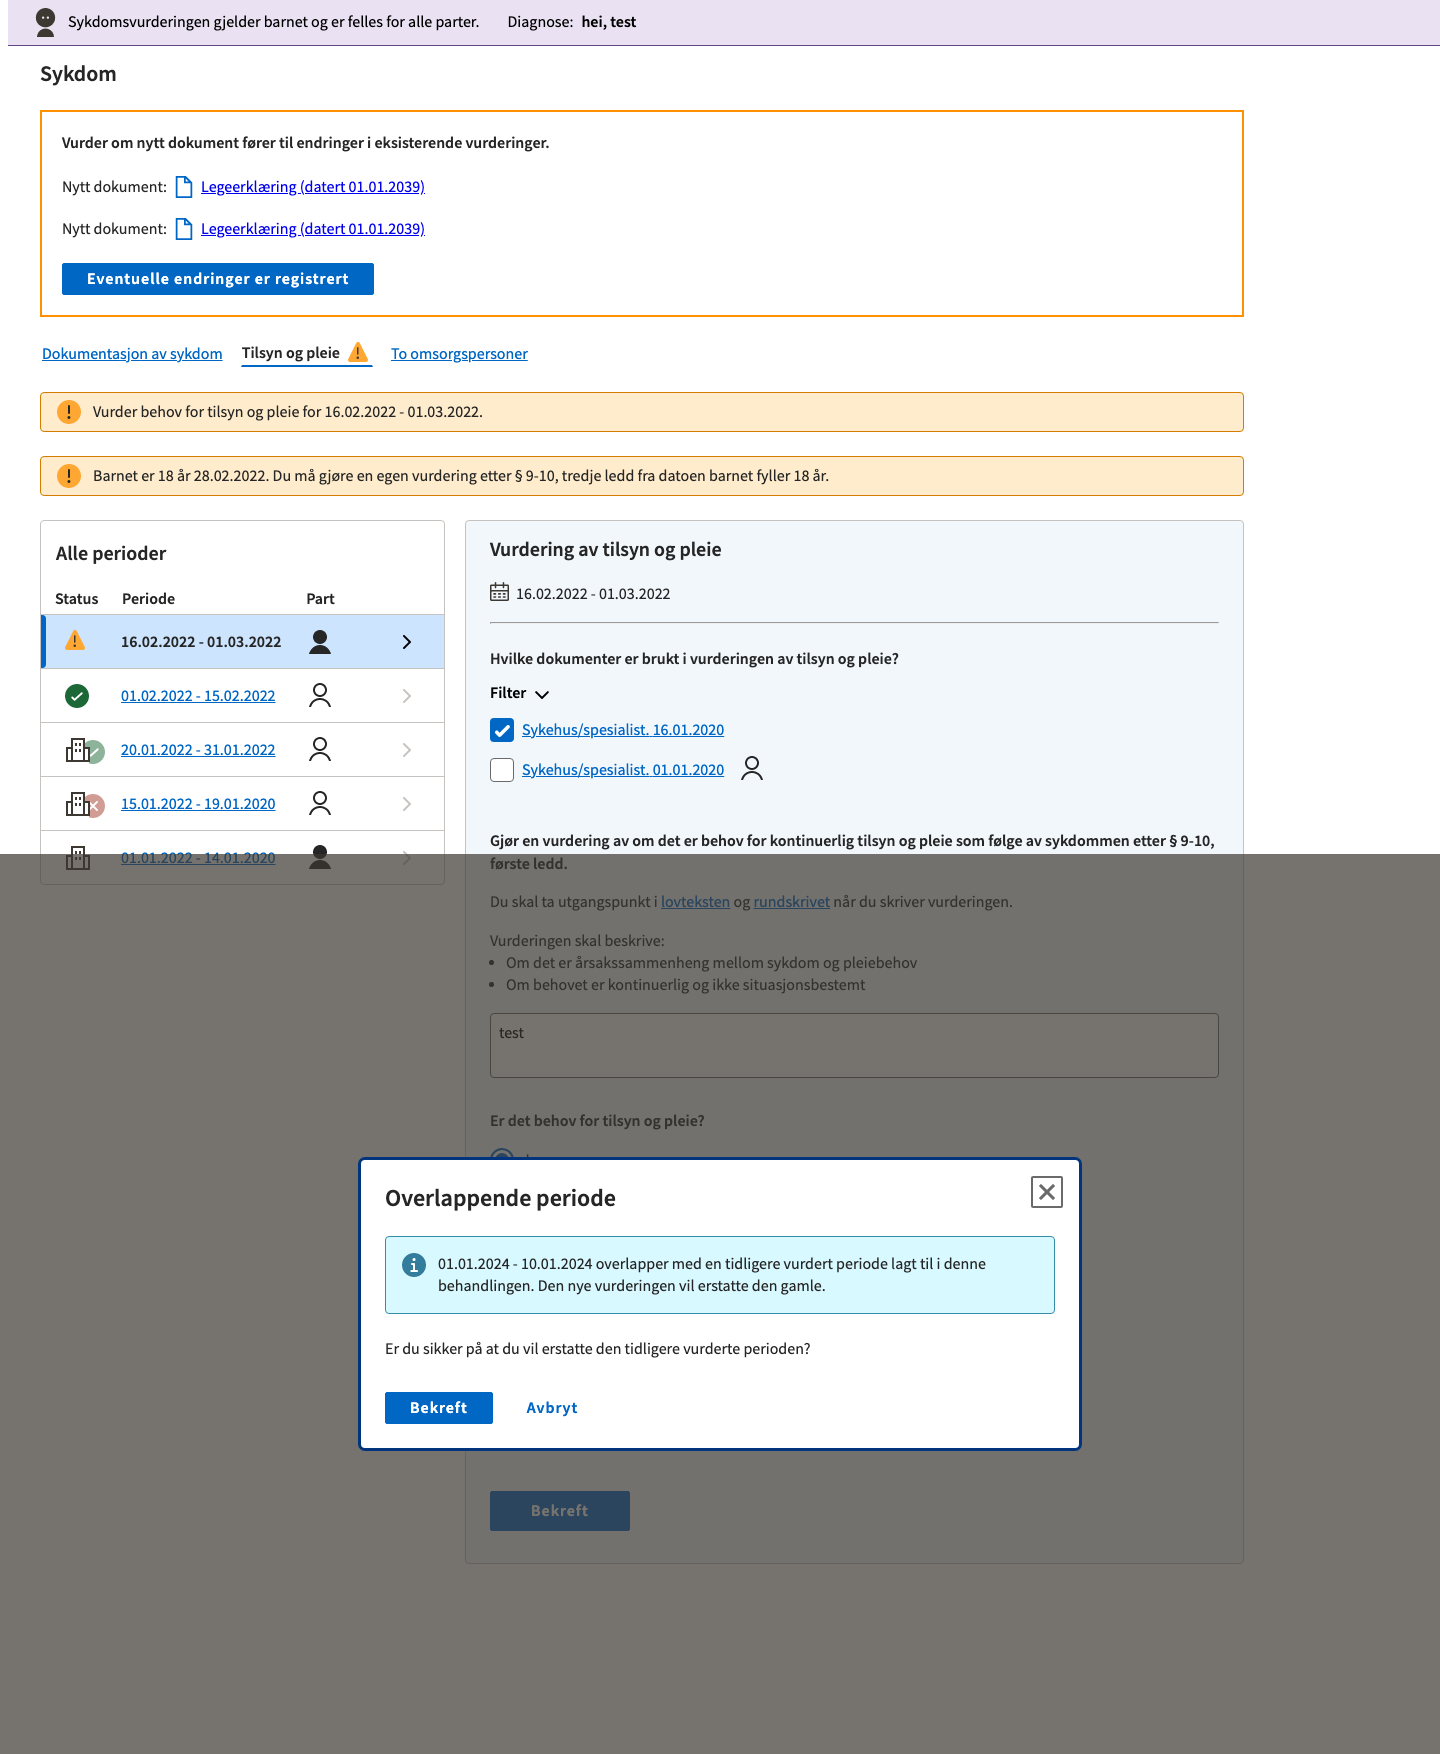 Sykdomsvurderingen gjelder barnet og er felles for alle parter. Diagnose: hei, test
Sykdom
Vurder om nytt dokument fører til endringer i eksisterende vurderinger.
Nytt dokument: Legeerklæring (datert 01.01.2039)
Nytt dokument: Legeerklæring (datert 01.01.2039)
Eventuelle endringer er registrert
Dokumentasjon av sykdom Tilsyn og pleie To omsorgspersoner
Vurder behov for tilsyn og pleie for 16.02.2022 - 01.03.2022.
Barnet er 18 år 28.02.2022. Du må gjøre en egen vurdering etter § 9-10, tredje ledd fra datoen barnet fyller 18 år.
Alle perioder
Status Periode Part
16.02.2022 - 01.03.2022
01.02.2022 - 15.02.2022
20.01.2022 - 31.01.2022
15.01.2022 - 19.01.2020
01.01.2022 - 14.01.2020
Vurdering av tilsyn og pleie
16.02.2022 - 01.03.2022
Hvilke dokumenter er brukt i vurderingen av tilsyn og pleie?
Filter
Sykehus/spesialist. 16.01.2020
Sykehus/spesialist. 01.01.2020
Gjør en vurdering av om det er behov for kontinuerlig tilsyn og pleie som følge av sykdommen etter § 9-10,
første ledd.
Du skal ta utgangspunkt i lovteksten og rundskrivet når du skriver vurderingen.
Vurderingen skal beskrive:
• Om det er årsakssammenheng mellom sykdom og pleiebehov
• Om behovet er kontinuerlig og ikke situasjonsbestemt
test
Er det behov for tilsyn og pleie?
Overlappende periode
01.01.2024 - 10.01.2024 overlapper med en tidligere vurdert periode lagt til i denne
behandlingen. Den nye vurderingen vil erstatte den gamle.
Er du sikker på at du vil erstatte den tidligere vurderte perioden?
Bekreft Avbryt
Bekreft